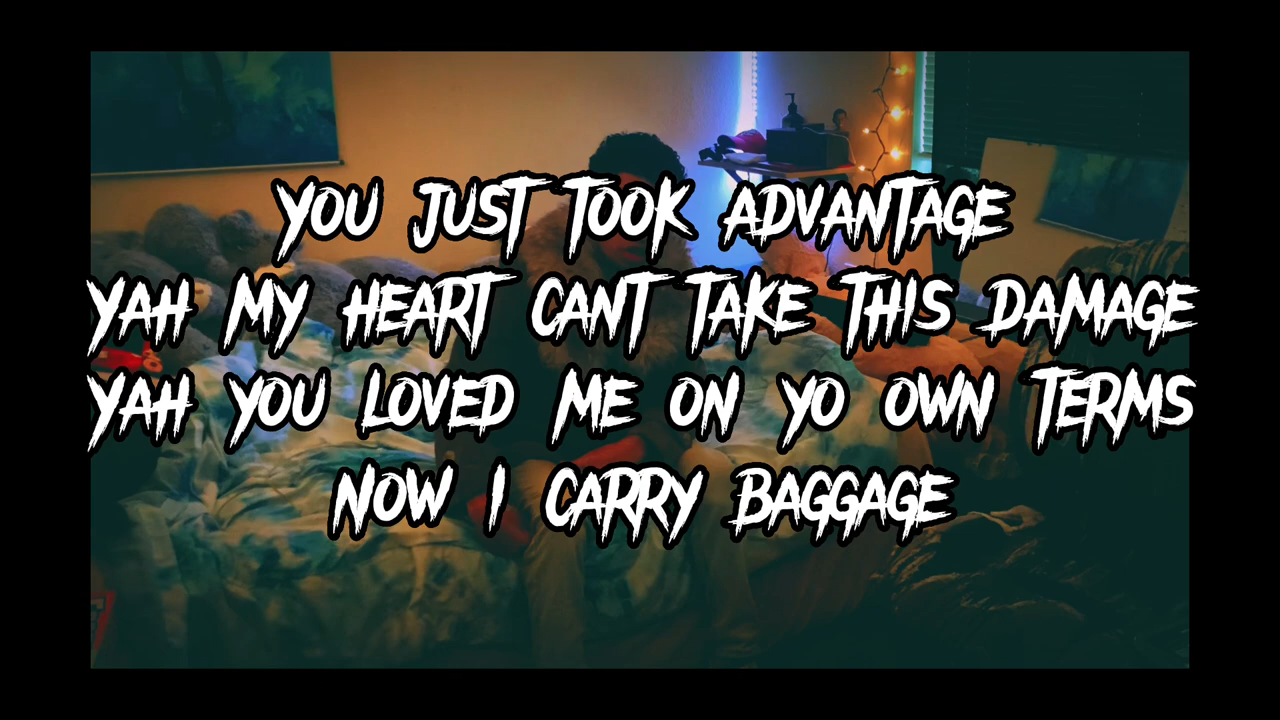 YOU JUST TOOK ADVANTAGE
YAH MY HEART CANT TAKE THIS DAMAGE
YAH YOU LOVED ME ON YO OWN TERMS
NOW I CARRY BAGGAGE